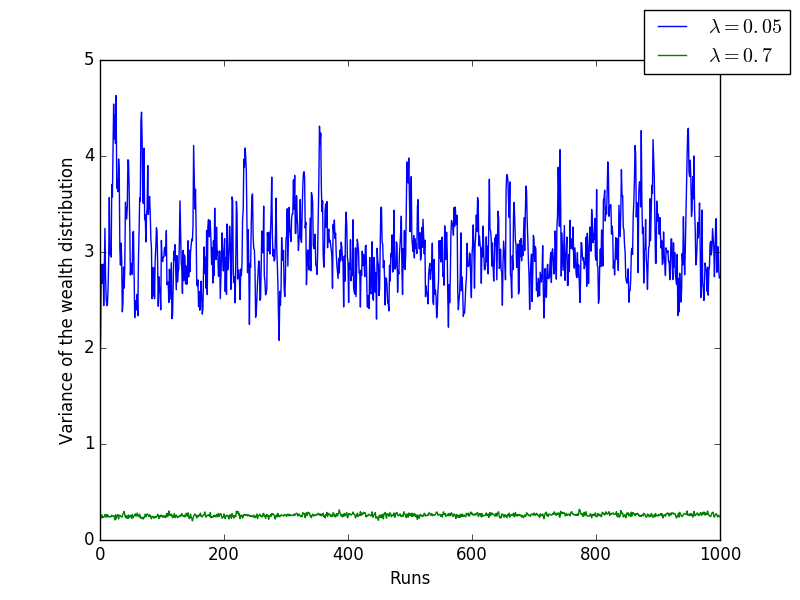 λ = 0.05
λ = 0.7
5
4
3
2
1
0
Variance of the wealth distribution
0 200 400 600 800 1000
Runs